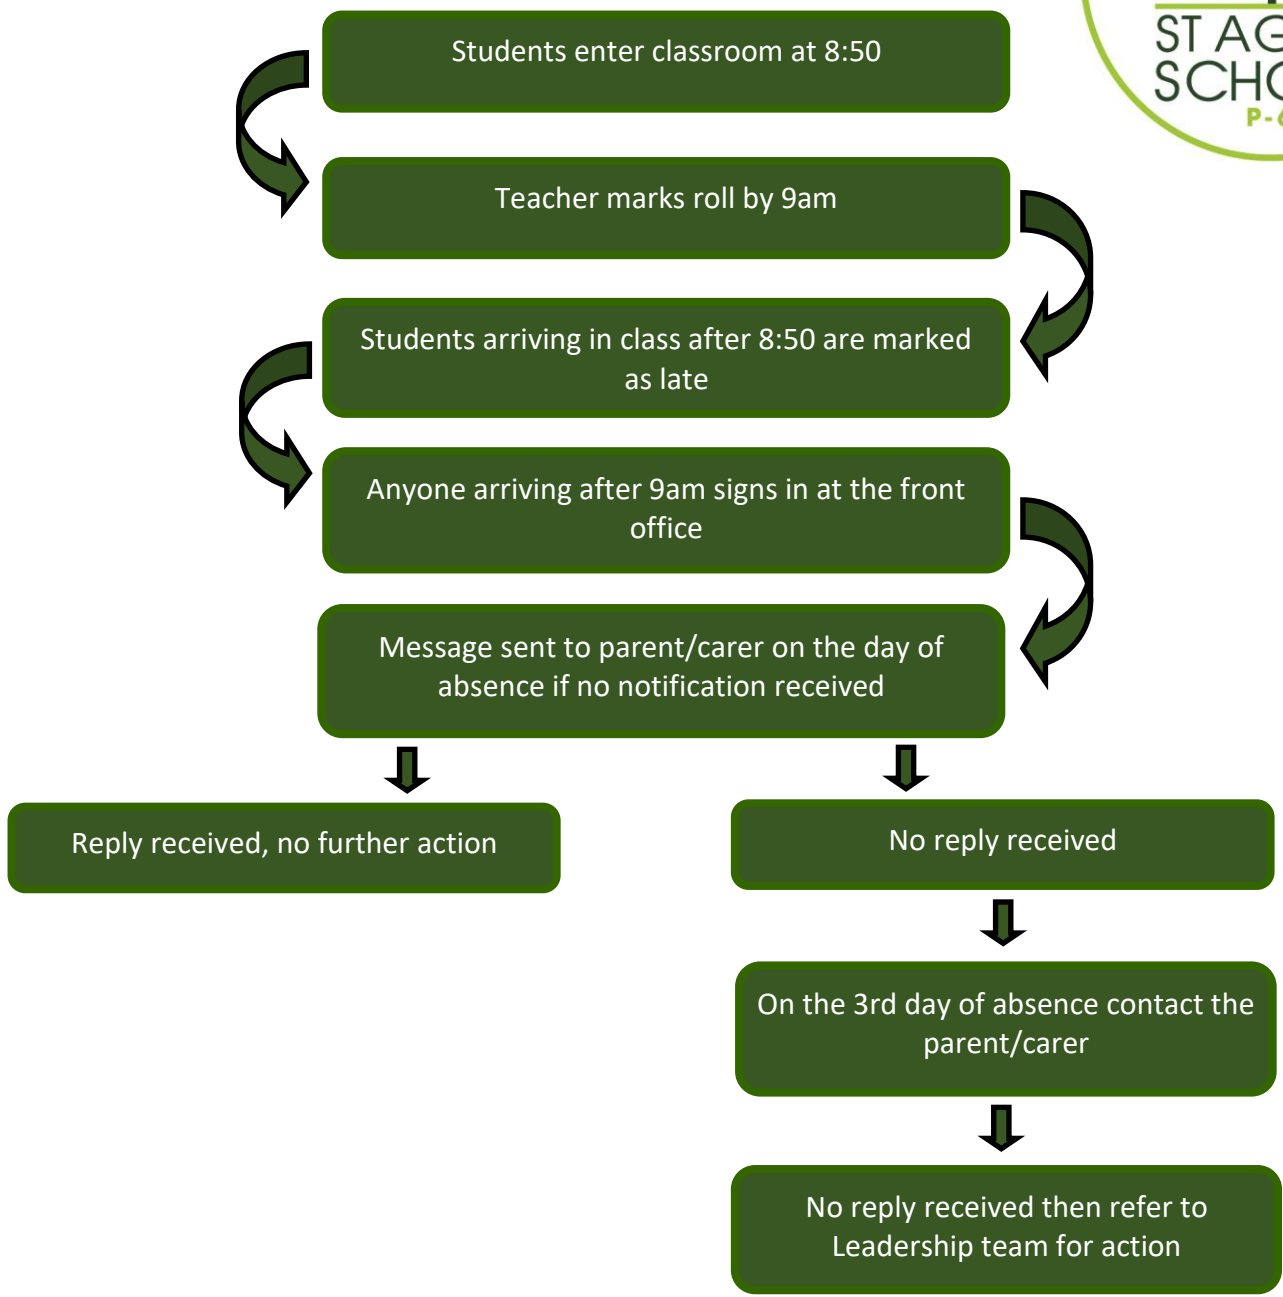 Students enter classroom at 8:50
Teacher marks roll by 9am
Students arriving in class after 8:50 are marked
as late
Anyone arriving after 9am signs in at the front
office
Message sent to parent/carer on the day of
absence if no notification received
Reply received, no further action
No reply received
On the 3rd day of absence contact the
parent/carer
No reply received then refer to
Leadership team for action
ST